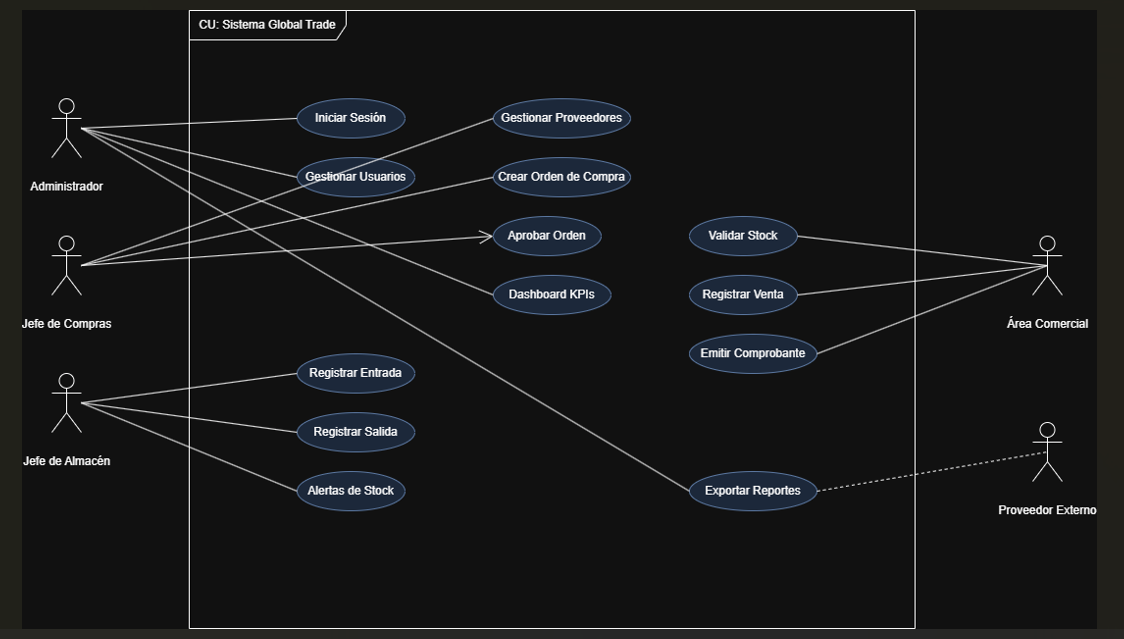 CU: Sistema Global Trade
Iniciar Sesión
Gestionar Proveedores
Administrador
Gestionar Usuarios
Crear Orden de Compra
Aprobar Orden
Validar Stock
Dashboard KPIs
Registrar Venta
Jefe de Compras
Área Comercial
Emitir Comprobante
Registrar Entrada
Registrar Salida
Jefe de Almacén
Alertas de Stock
Exportar Reportes
Proveedor Externo